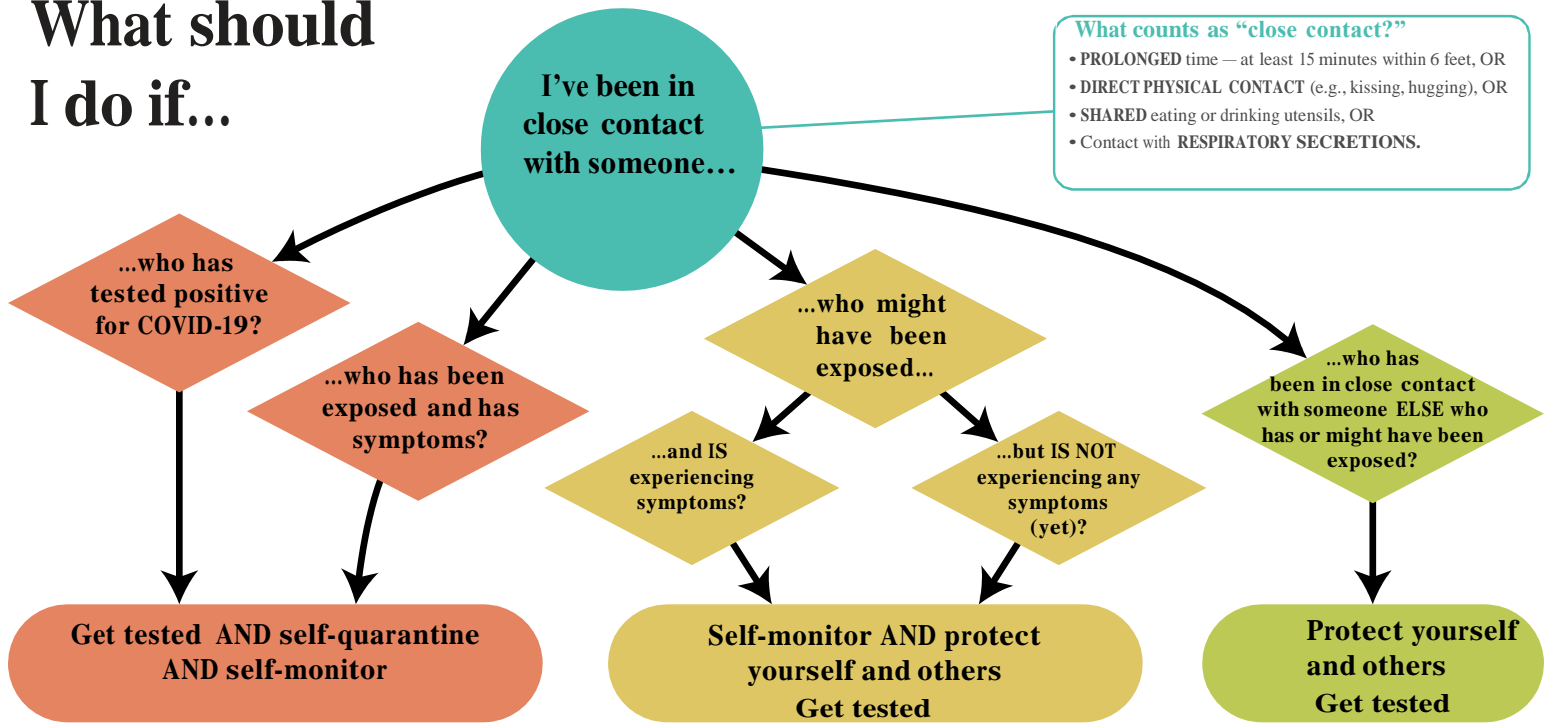 What should
I do if...
I’ve been in
close contact
with someone…
What counts as “close contact?”
• PROLONGED time — at least 15 minutes within 6 feet, OR
• DIRECT PHYSICAL CONTACT (e.g., kissing, hugging), OR
• SHARED eating or drinking utensils, OR
• Contact with RESPIRATORY SECRETIONS.
...who has
tested positive
for COVID-19?
...who has been
exposed and has
symptoms?
...who might
have been
exposed...
...and IS
experiencing
symptoms?
...but IS NOT
experiencing any
symptoms
(yet)?
...who has
been in close contact
with someone ELSE who
has or might have been
exposed?
Get tested AND self-quarantine
AND self-monitor
Self-monitor AND protect
yourself and others
Get tested
Protect yourself
and others
Get tested